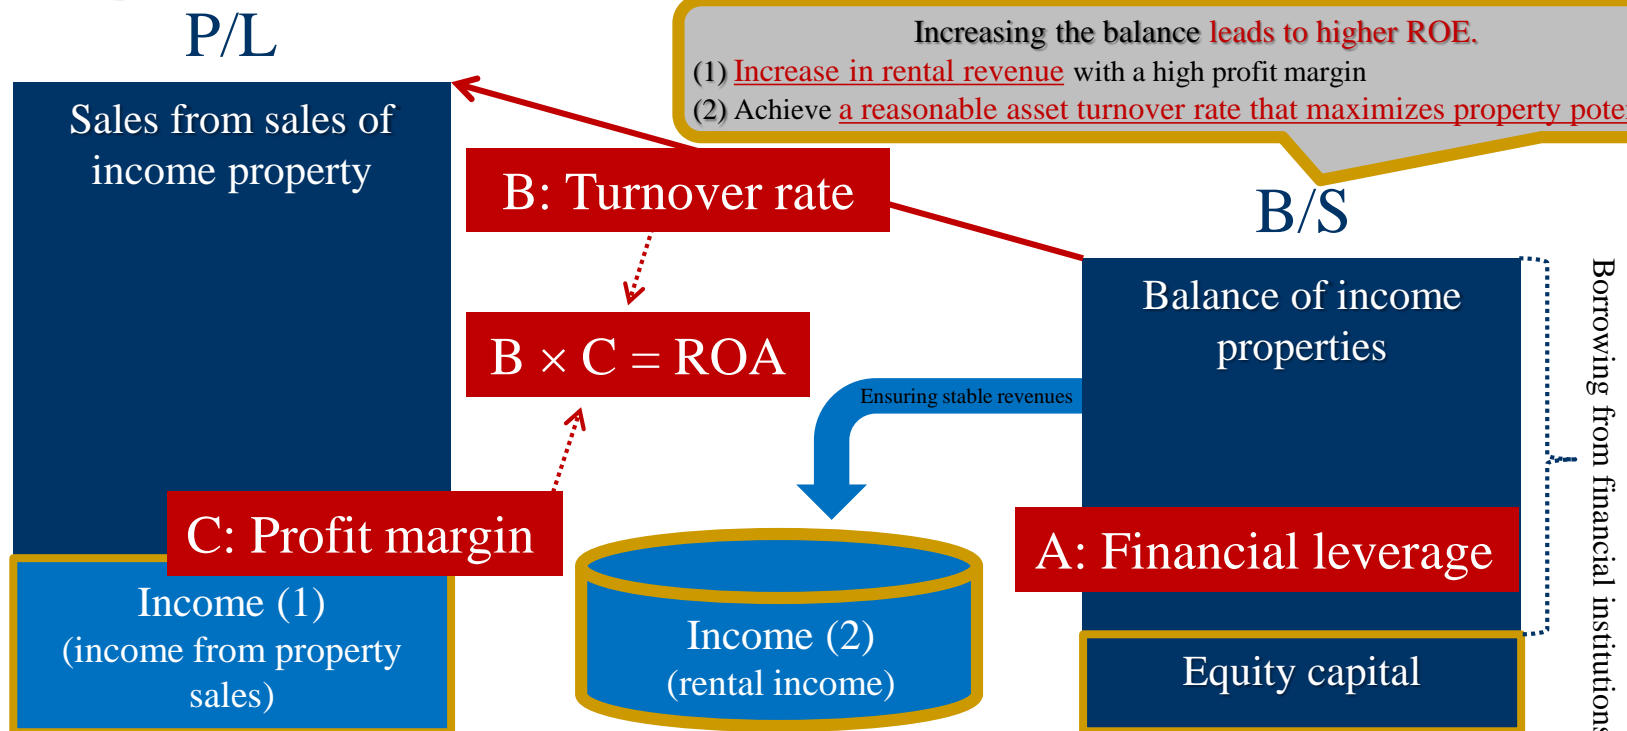 P/L
Increasing the balance leads to higher ROE.
(1) Increase in rental revenue with a high profit margin
(2) Achieve a reasonable asset turnover rate that maximizes property
Sales from sales of
income property
B: Turnover rate
B/S
B × C = ROA
Balance of income
properties
Ensuring stable revenues
C: Profit margin
A: Financial leverage
Income (1)
(income from property
sales)
Income (2)
(rental income)
Equity capital
Borrowing from financial institutions